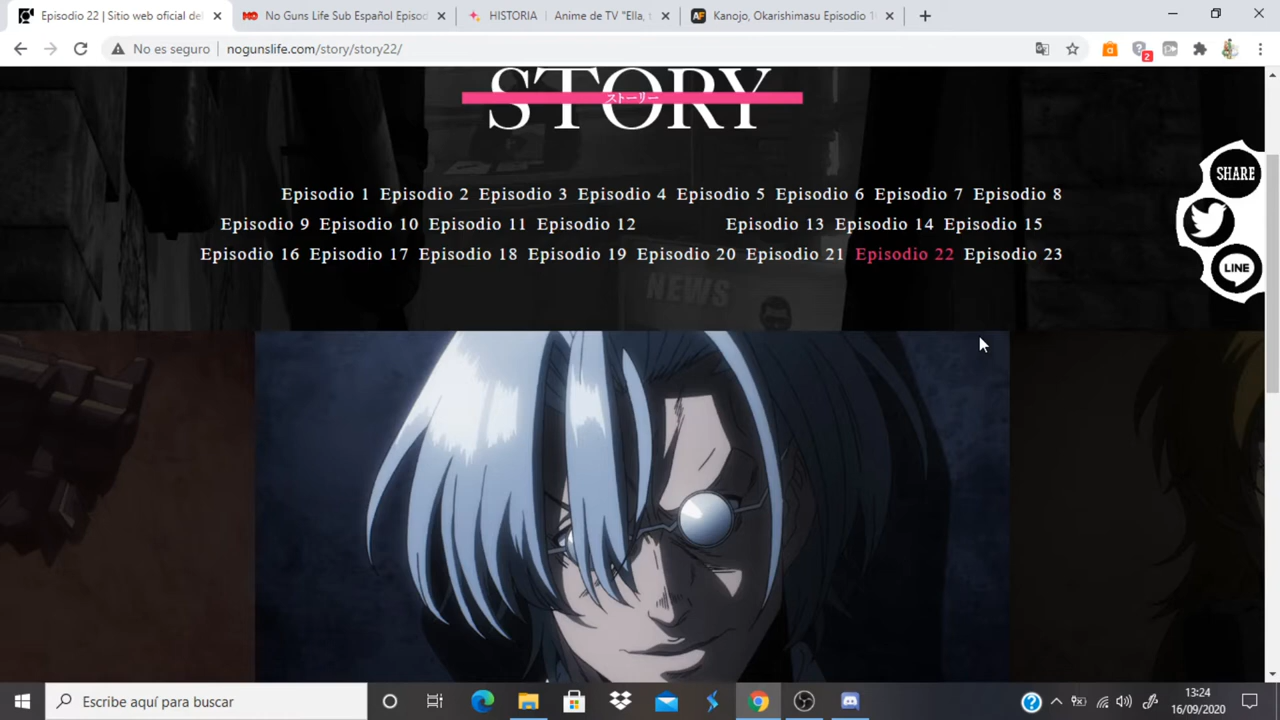 Episodio 22 | Sitio web oficial del
No Guns Life Sub Español Episod
HISTORIA | Anime de TV "Ella, t
Kanojo, Okarishimasu Episodio 1
No es seguro
nogunslife.com/story/story22/
2
STORY
ストーリー
Episodio 1 Episodio 2 Episodio 3 Episodio 4 Episodio 5 Episodio 6 Episodio 7 Episodio 8
Episodio 9 Episodio 10 Episodio 11 Episodio 12 Episodio 13 Episodio 14 Episodio 15
Episodio 16 Episodio 17 Episodio 18 Episodio 19 Episodio 20 Episodio 21 Episodio 22 Episodio 23
SHARE
LINE
NEWS
Escribe aquí para buscar
13:24
16/09/2020